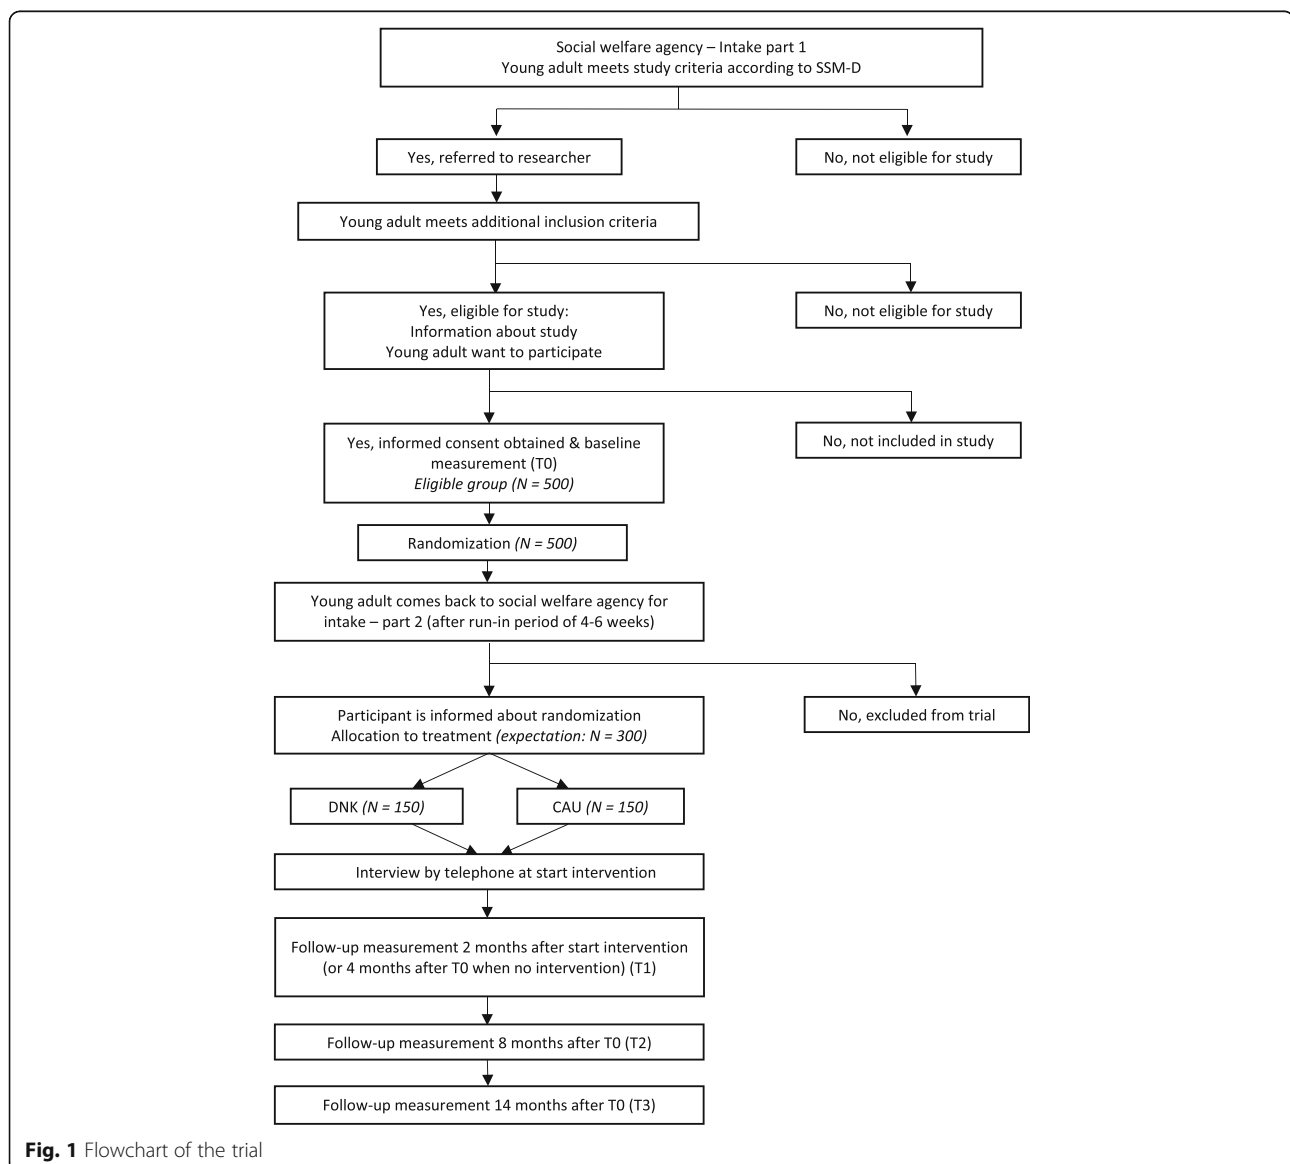 Social welfare agency – Intake part 1
Young adult meets study criteria according to SSM-D
Yes, referred to researcher
No, not eligible for study
Young adult meets additional inclusion criteria
Yes, eligible for study:
Information about study
Young adult want to participate
No, not eligible for study
Yes, informed consent obtained & baseline
measurement (T0)
Eligible group (N = 500)
No, not included in study
Randomization (N = 500)
Young adult comes back to social welfare agency for
intake – part 2 (after run-in period of 4-6 weeks)
Participant is informed about randomization
Allocation to treatment (expectation: N = 300)
No, excluded from trial
DNK (N = 150)
CAU (N = 150)
Interview by telephone at start intervention
Follow-up measurement 2 months after start intervention
(or 4 months after T0 when no intervention) (T1)
Follow-up measurement 8 months after T0 (T2)
Follow-up measurement 14 months after T0 (T3)
Fig. 1 Flowchart of the trial